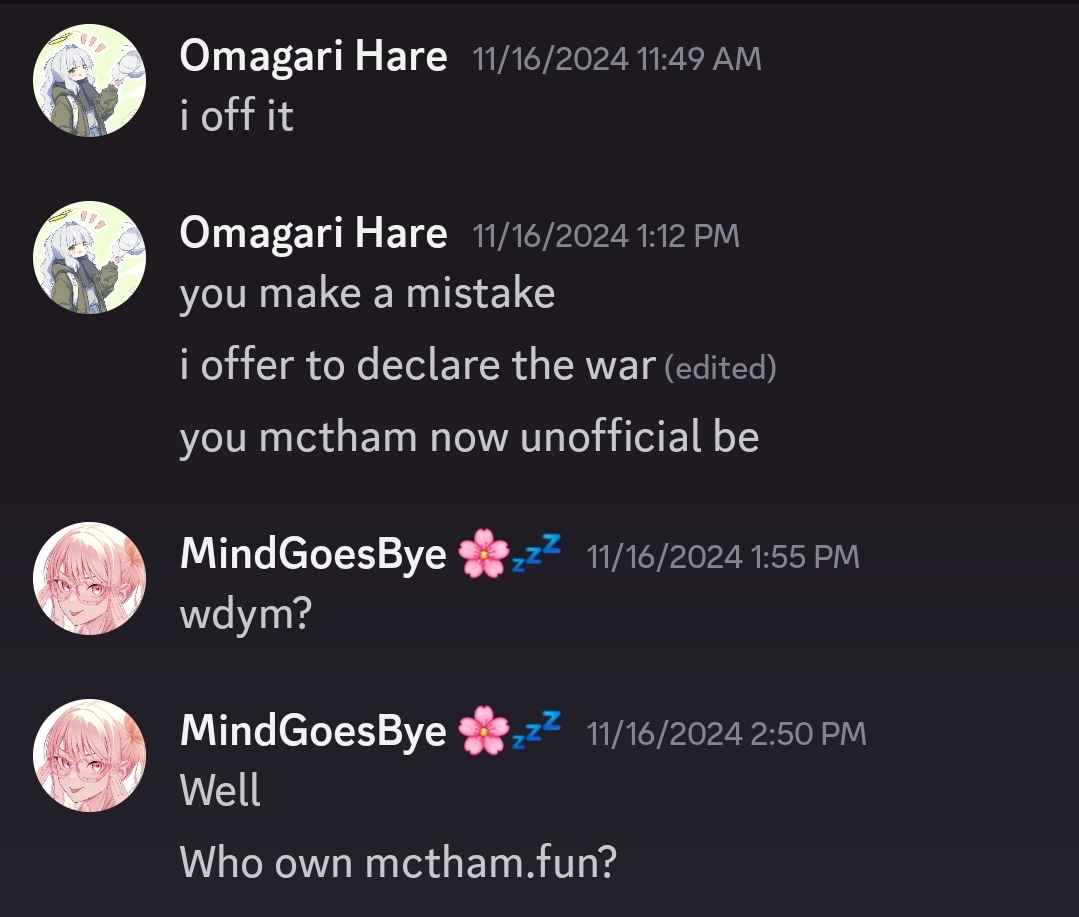 Omagari Hare 11/16/2024 11:49 AM
i off it
Omagari Hare 11/16/2024 1:12 PM
you make a mistake
i offer to declare the war (edited)
you mctham now unofficial be
MindGoesBye 🌸💤 11/16/2024 1:55 PM
wdym?
MindGoesBye 🌸💤 11/16/2024 2:50 PM
Well
Who own mctham.fun?